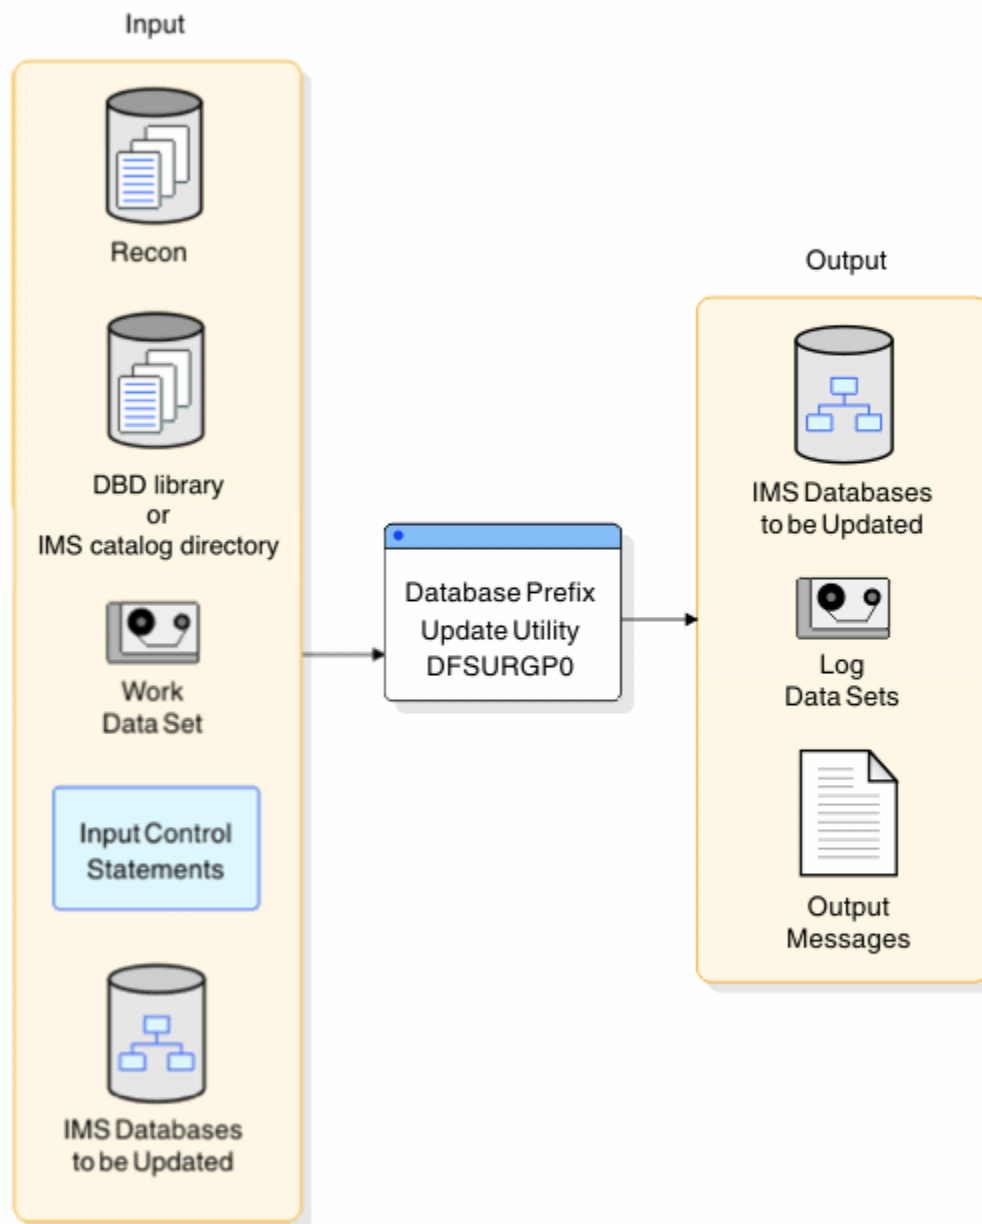 Input
Recon
DBD library
or
IMS catalog directory
Work
Data Set
Input Control
Statements
IMS Databases
to be Updated
Database Prefix
Update Utility
DFSURGP0
Output
IMS Databases
to be Updated
Log
Data Sets
Output
Messages